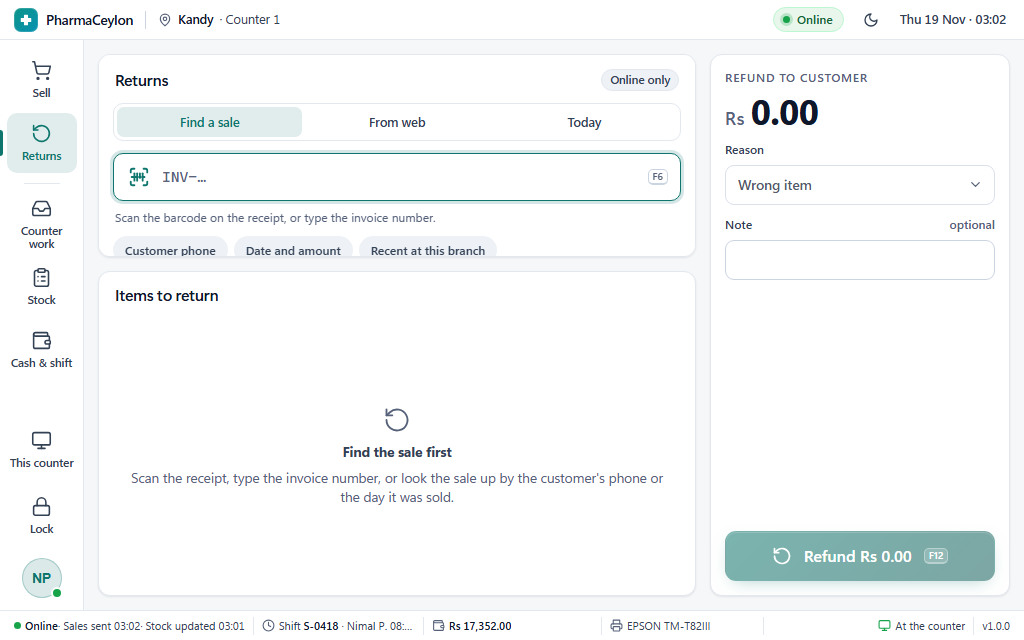 PharmaCeylon
Kandy · Counter 1
Online
Thu 19 Nov · 03:02
Sell
Returns
Counter
work
Stock
Cash & shift
This counter
Lock
NP
Returns
Online only
Find a sale
From web
Today
INV-…
F6
Scan the barcode on the receipt, or type the invoice number.
Customer phone
Date and amount
Recent at this branch
Items to return
Find the sale first
Scan the receipt, type the invoice number, or look the sale up by the customer's phone or
the day it was sold.
REFUND TO CUSTOMER
Rs 0.00
Reason
Wrong item
Note
optional
Refund Rs 0.00
F12
Online· Sales sent 03:02· Stock updated 03:01
Shift S-0418 · Nimal P. 08:...
Rs 17,352.00
EPSON TM-T82III
At the counter
v1.0.0